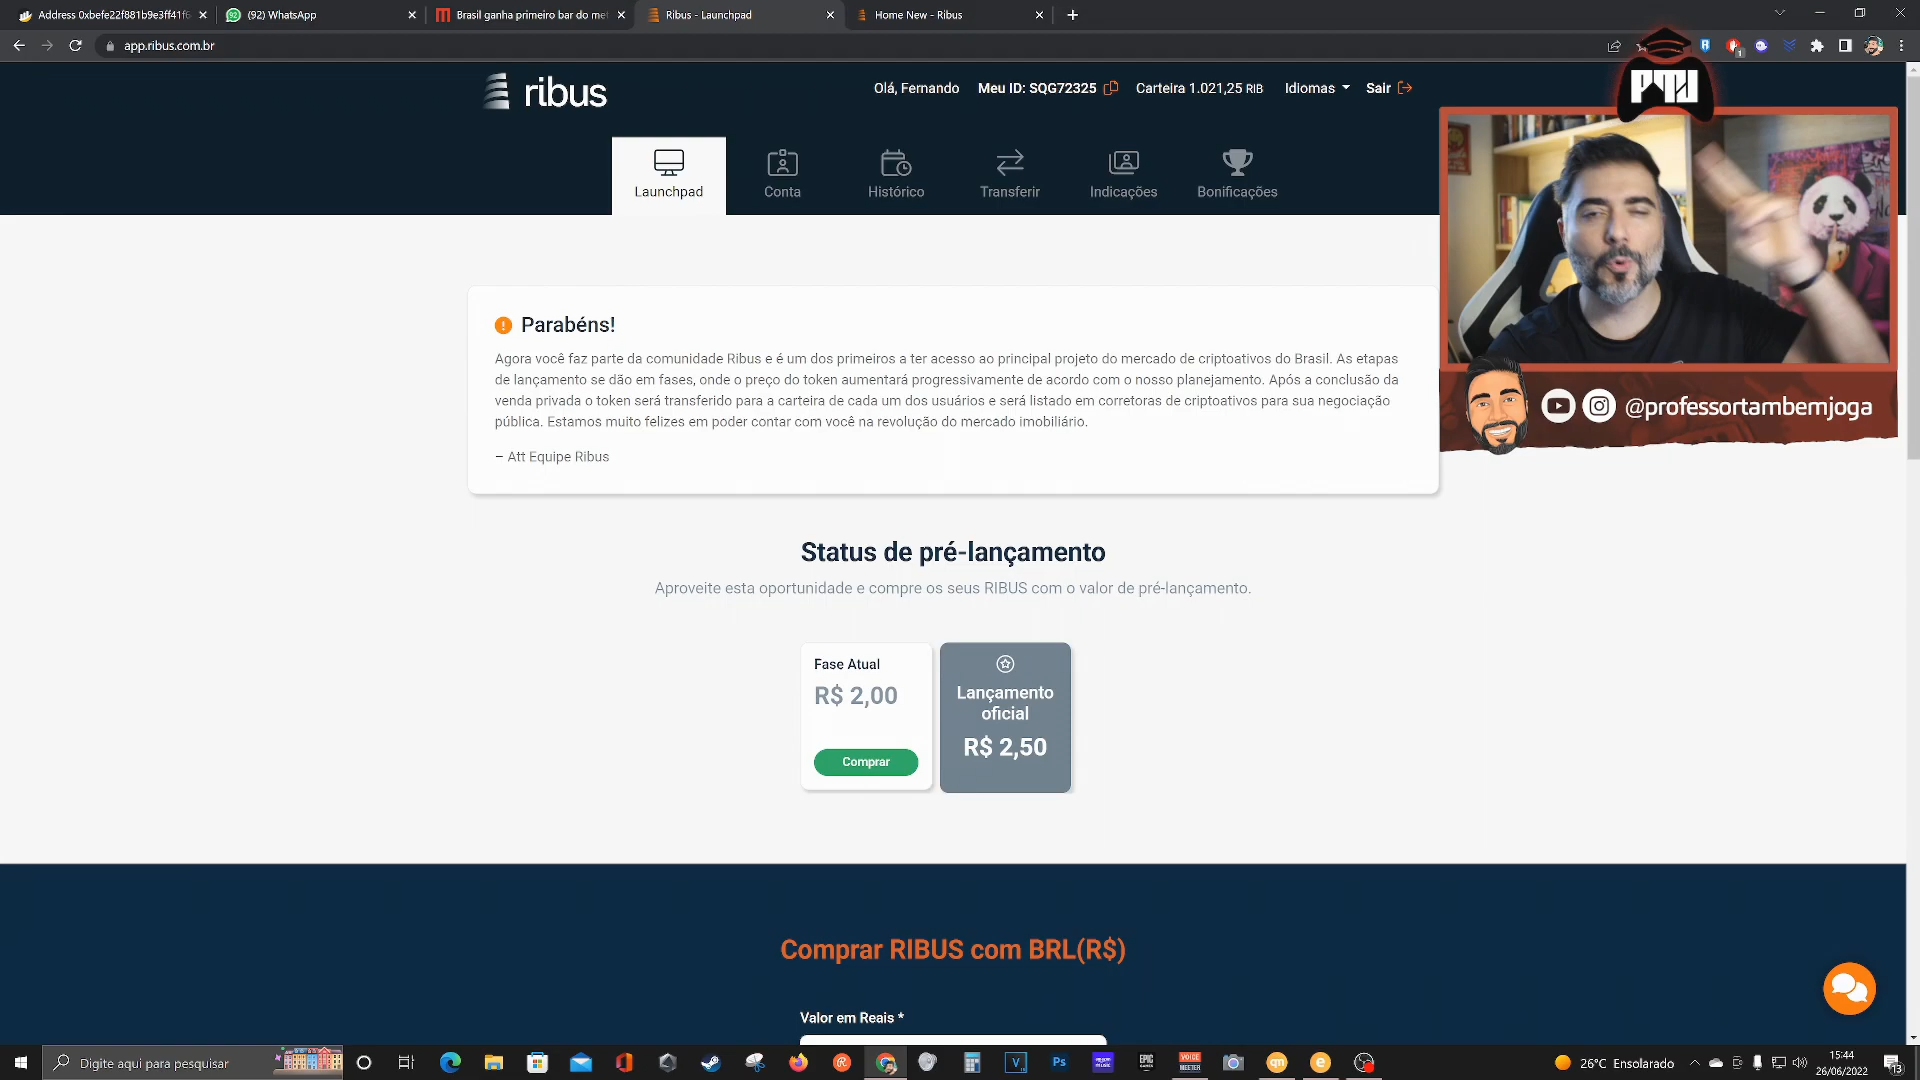 Address 0xbefe22f881b9e3ff41f6
(92) WhatsApp
Brasil ganha primeiro bar do me
Ribus - Launchpad
Home New - Ribus
app.ribus.com.br
ribus
Olá, Fernando
Meu ID: SQG72325
Carteira 1.021,25 RIB
Idiomas
Sair
Launchpad
Conta
Histórico
Transferir
Indicações
Bonificações
PTJ
@professortambemjoga
Parabéns!
Agora você faz parte da comunidade Ribus e é um dos primeiros a ter acesso ao principal projeto do mercado de criptoativos do Brasil. As etapas
de lançamento se dão em fases, onde o preço do token aumentará progressivamente de acordo com o nosso planejamento. Após a conclusão da
venda privada o token será transferido para a carteira de cada um dos usuários e será listado em corretoras de criptoativos para sua negociação
pública. Estamos muito felizes em poder contar com você na revolução do mercado imobiliário.
– Att Equipe Ribus
Status de pré-lançamento
Aproveite esta oportunidade e compre os seus RIBUS com o valor de pré-lançamento.
Fase Atual
R$ 2,00
Comprar
Lançamento
oficial
R$ 2,50
Comprar RIBUS com BRL(R$)
Valor em Reais *
Digite aqui para pesquisar
26°C Ensolarado
15:44
26/06/2022